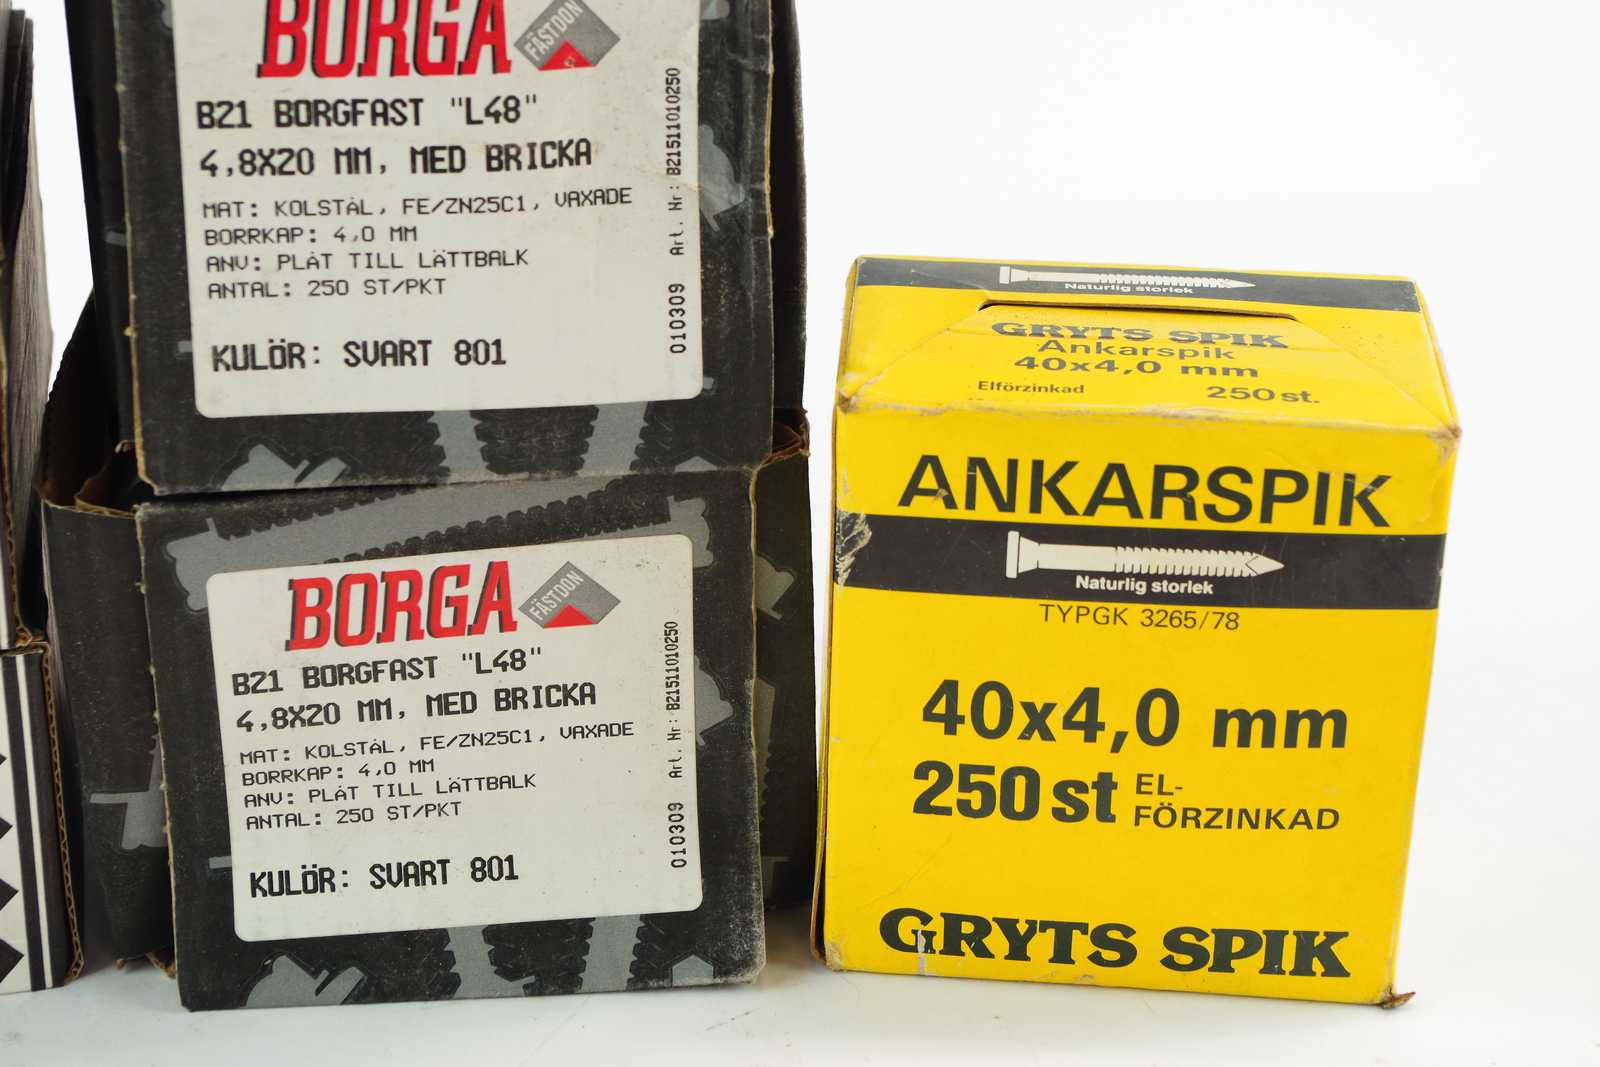 BORGA
FÄSTDON
B21 BORGFAST "L48"
4,8X20 MM, MED BRICKA
MAT: KOLSTÅL, FE/ZN25C1, VAXADE
BORRKAP: 4,0 MM
ANV: PLÅT TILL LÄTTBALK
ANTAL: 250 ST/PKT
KULÖR: SVART 801
010309 Art. Nr: B2151101025​0
BORGA
FÄSTDON
B21 BORGFAST "L48"
4,8X20 MM, MED BRICKA
MAT: KOLSTÅL, FE/ZN25C1, VAXADE
BORRKAP: 4,0 MM
ANV: PLÅT TILL LÄTTBALK
ANTAL: 250 ST/PKT
KULÖR: SVART 801
010309 Art. Nr: B21511010250
Naturlig storlek
GRYTS SPIK
Ankarspik
40x4,0 mm
Elförzinkad 250 st.
ANKARSPIK
Naturlig storlek
TYPGK 3265/78
40x4,0 mm
250 st EL-
FÖRZINKAD
GRYTS SPIK